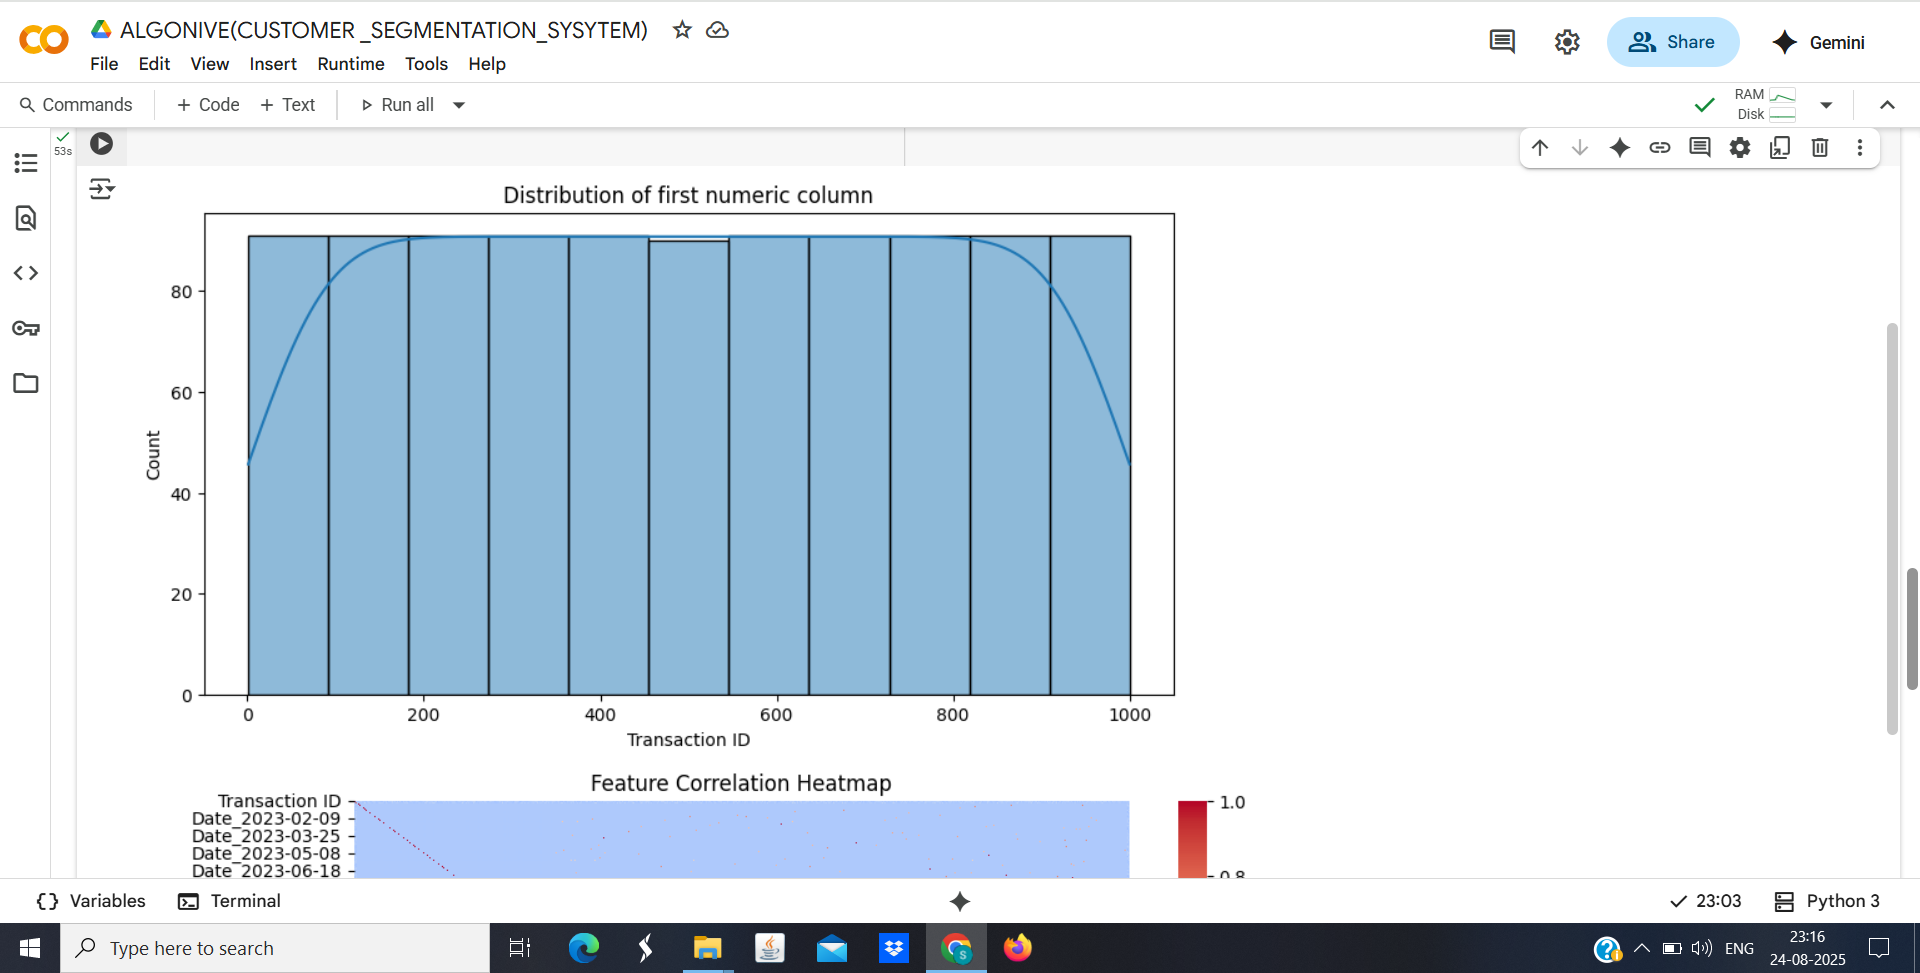 ALGONIVE(CUSTOMER _SEGMENTATION_SYSYTEM)
File Edit View Insert Runtime Tools Help
Share
Gemini
Commands
+ Code
+ Text
Run all
RAM
Disk
53s
Distribution of first numeric column
80
60
40
20
0
Count
0 200 400 600 800 1000
Transaction ID
Feature Correlation Heatmap
Transaction ID
Date_2023-02-09
Date_2023-03-25
Date_2023-05-08
Date_2023-06-18
1.0
0.8
{} Variables
Terminal
23:03
Python 3
Type here to search
S
ENG
23:16
24-08-2025